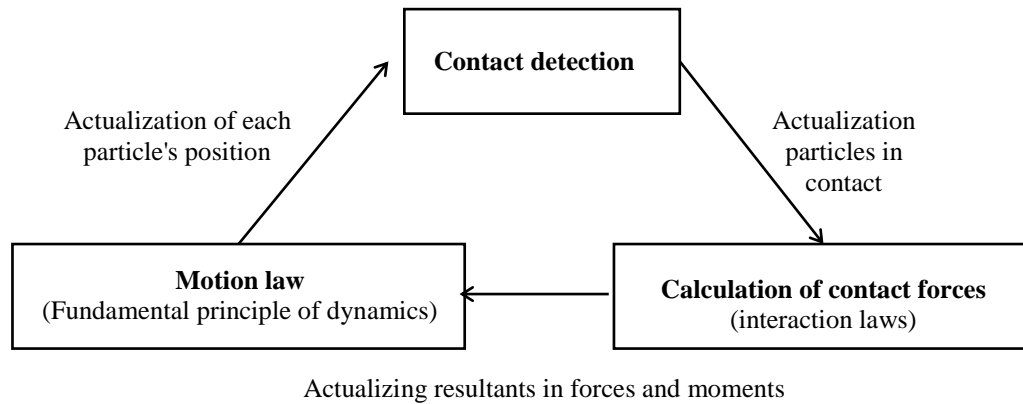 Contact detection
Actualization of each
particle's position
Actualization
particles in
contact
Motion law
(Fundamental principle of dynamics)
Calculation of contact forces
(interaction laws)
Actualizing resultants in forces and moments